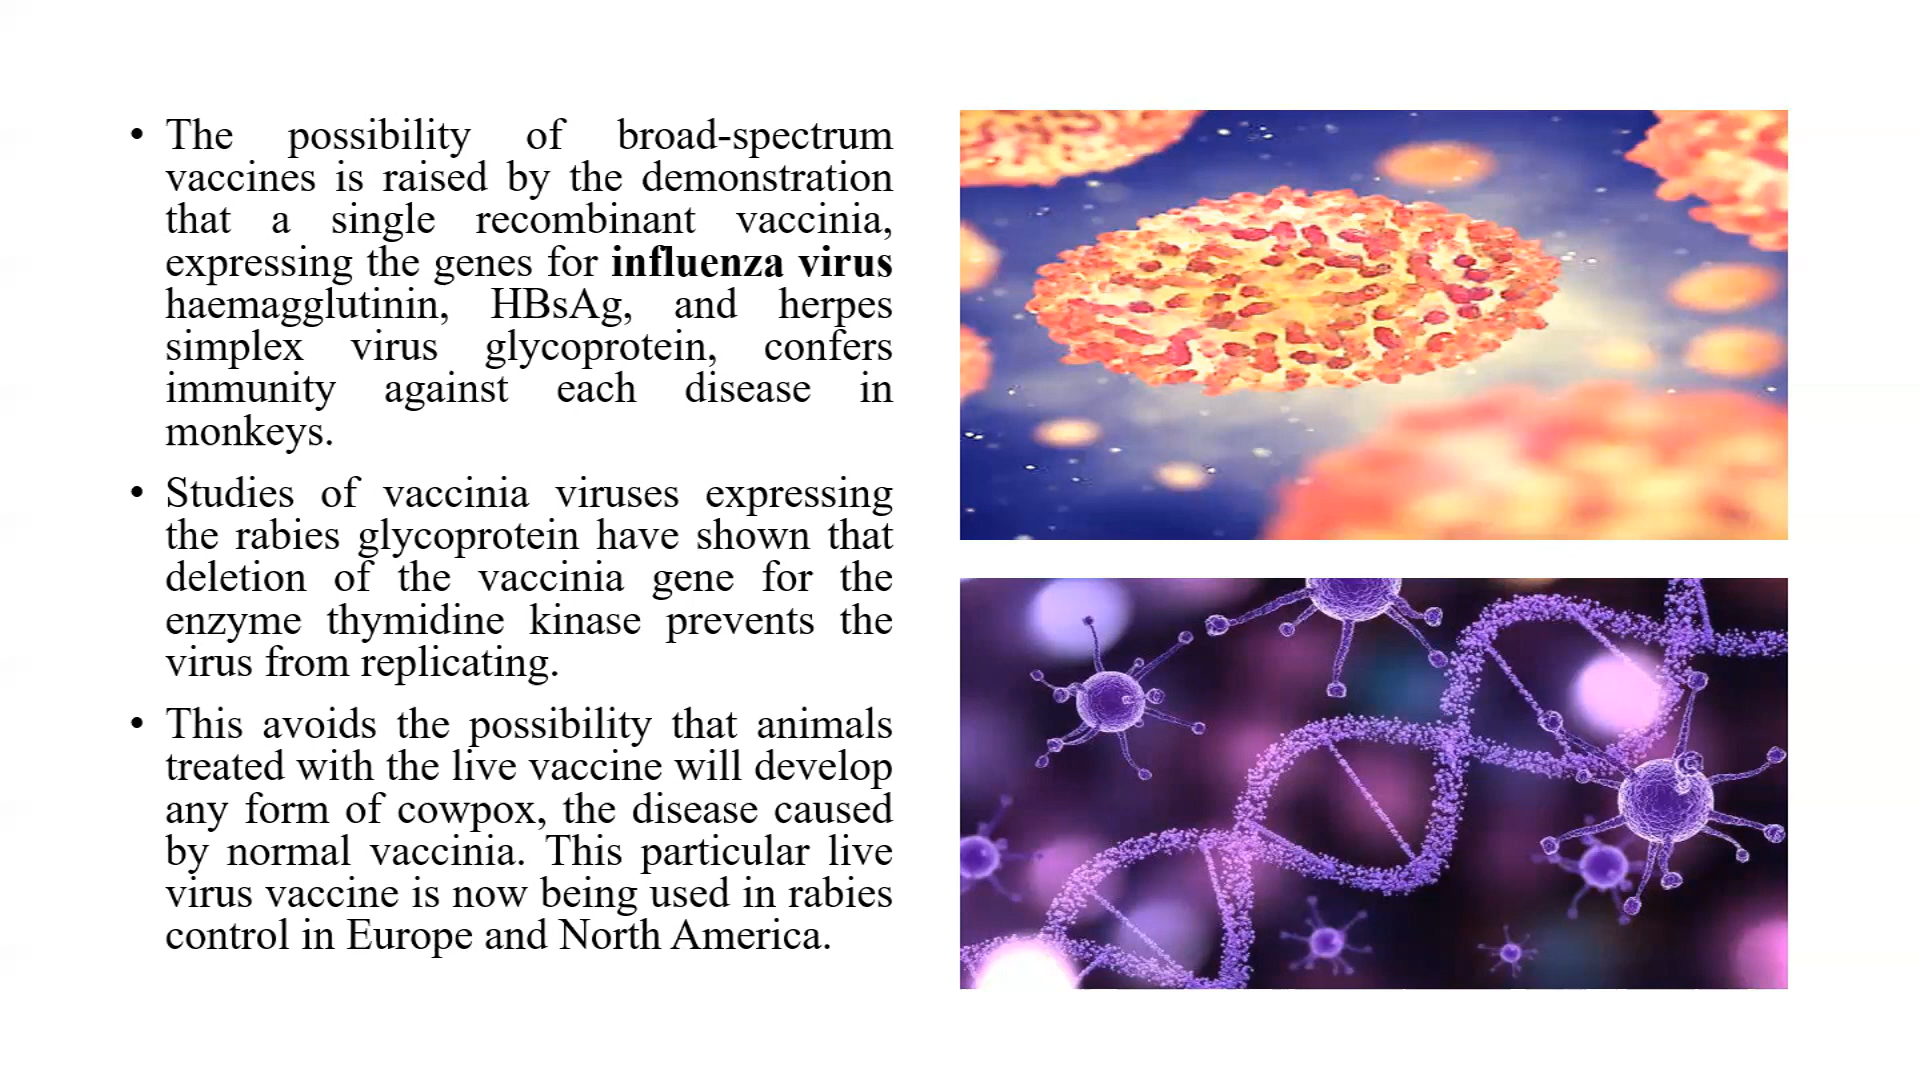 • The possibility of broad-spectrum
vaccines is raised by the demonstration
that a single recombinant vaccinia,
expressing the genes for influenza virus
haemagglutinin, HBsAg, and herpes
simplex virus glycoprotein, confers
immunity against each disease in
monkeys.
• Studies of vaccinia viruses expressing
the rabies glycoprotein have shown that
deletion of the vaccinia gene for the
enzyme thymidine kinase prevents the
virus from replicating.
• This avoids the possibility that animals
treated with the live vaccine will develop
any form of cowpox, the disease caused
by normal vaccinia. This particular live
virus vaccine is now being used in rabies
control in Europe and North America.